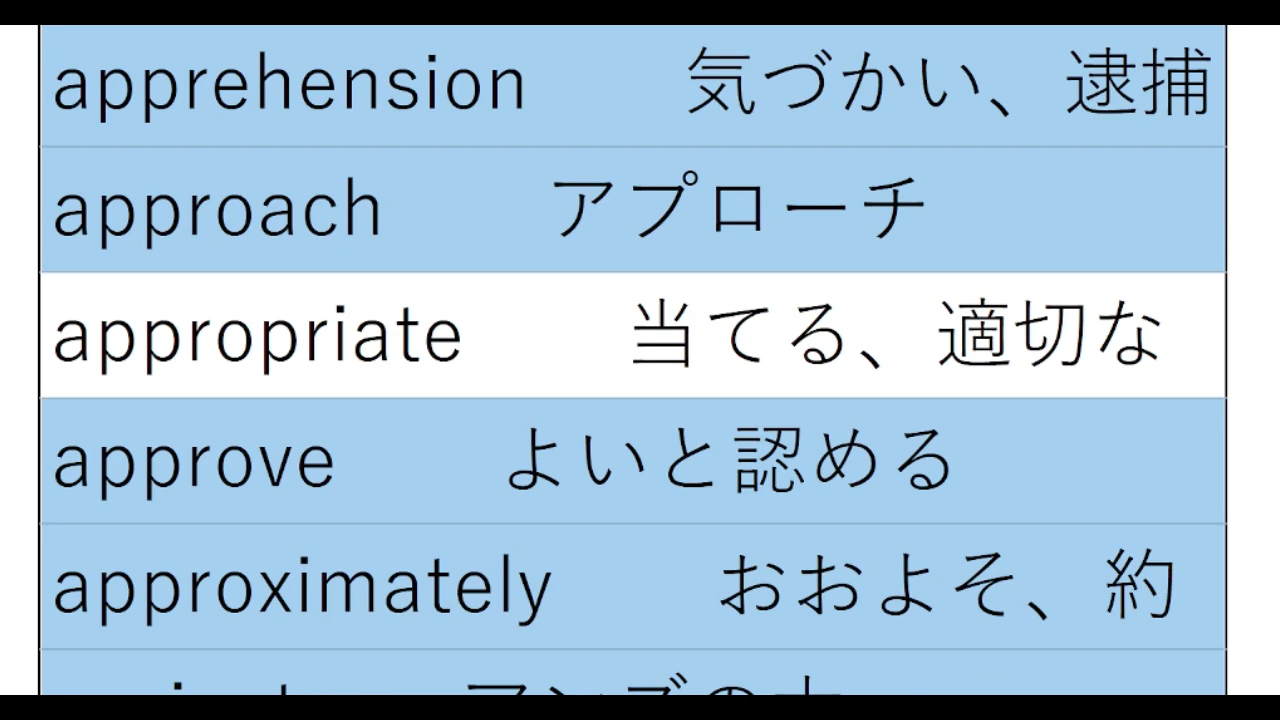 apprehension 気づかい、逮捕
approach アプローチ
appropriate 当てる、適切な
approve よいと認める
approximately おおよそ、約